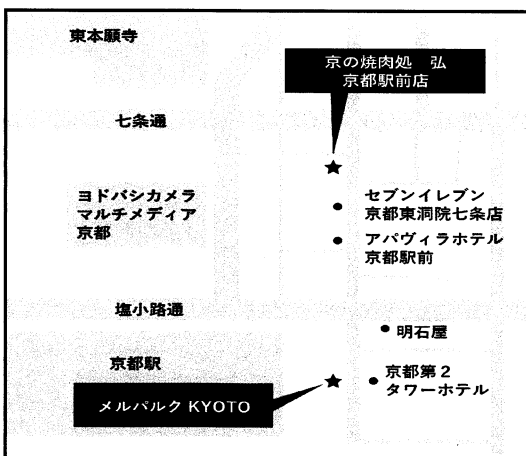 東本願寺
京の焼肉処 弘
京都駅前店
七条通
ヨドバシカメラ
マルチメディア
京都
セブンイレブン
京都東洞院七条店
アパヴィラホテル
京都駅前
塩小路通
明石屋
京都駅
京都第2
タワーホテル
メルパルク KYOTO